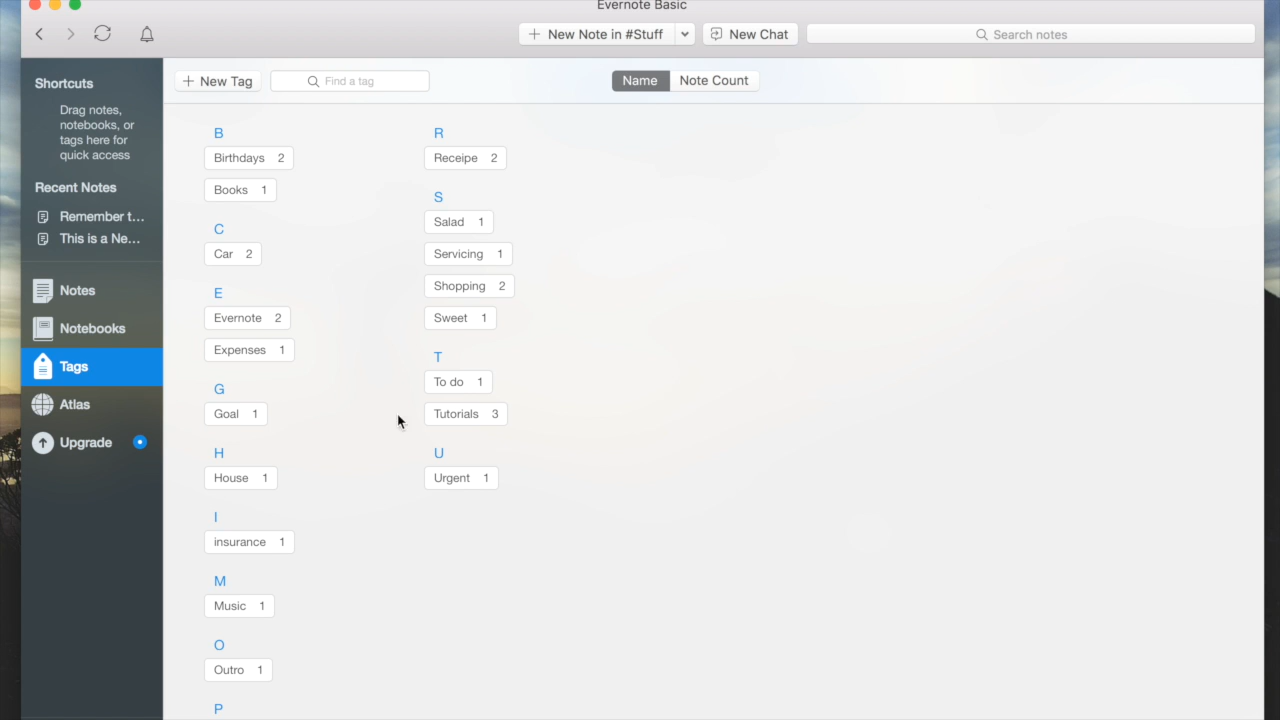 Evernote Basic
New Note in #Stuff
New Chat
Search notes
Shortcuts
Drag notes,
notebooks, or
tags here for
quick access
Recent Notes
Remember t...
This is a Ne...
Notes
Notebooks
Tags
Atlas
Upgrade
New Tag
Find a tag
Name
Note Count
B
Birthdays 2
Books 1
C
Car 2
E
Evernote 2
Expenses 1
G
Goal 1
H
House 1
I
insurance 1
M
Music 1
O
Outro 1
P
R
Receipe 2
S
Salad 1
Servicing 1
Shopping 2
Sweet 1
T
To do 1
Tutorials 3
U
Urgent 1